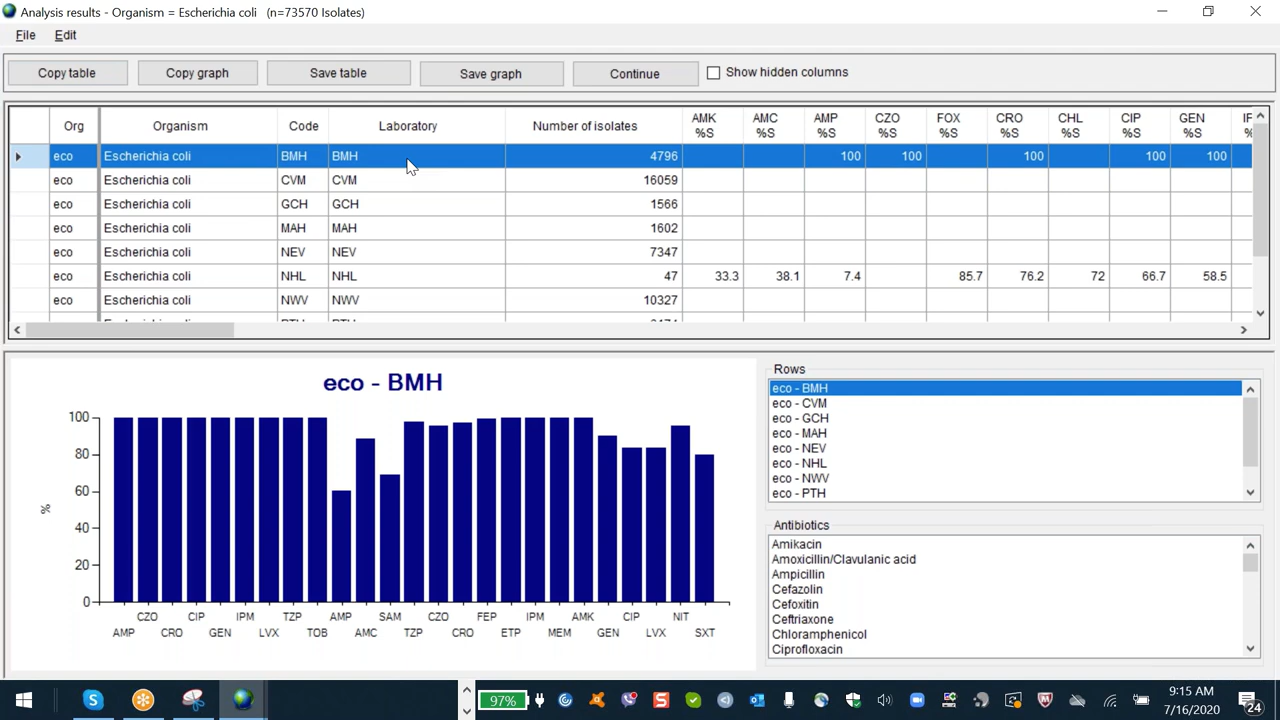 Analysis results - Organism = Escherichia coli (n=73570 Isolates)
File Edit
Copy table Copy graph Save table Save graph Continue Show hidden columns
Org Organism Code Laboratory Number of isolates AMK %S AMC %S AMP %S CZO %S FOX %S CRO %S CHL %S CIP %S GEN %S
eco Escherichia coli BMH BMH 4796 100 100 100 100 100
eco Escherichia coli CVM CVM 16059
eco Escherichia coli GCH GCH 1566
eco Escherichia coli MAH MAH 1602
eco Escherichia coli NEV NEV 7347
eco Escherichia coli NHL NHL 47 33.3 38.1 7.4 85.7 76.2 72 66.7 58.5
eco Escherichia coli NWV NWV 10327
eco - BMH
100
80
60
40
20
0
%
CZO CIP IPM TZP AMP SAM CZO FEP IPM AMK CIP NIT
AMP CRO GEN LVX TOB AMC TZP CRO ETP MEM GEN LVX SXT
Rows
eco - BMH
eco - CVM
eco - GCH
eco - MAH
eco - NEV
eco - NHL
eco - NWV
eco - PTH
Antibiotics
Amikacin
Amoxicillin/Clavulanic acid
Ampicillin
Cefazolin
Cefoxitin
Ceftriaxone
Chloramphenicol
Ciprofloxacin
97%
9:15 AM
7/16/2020
24